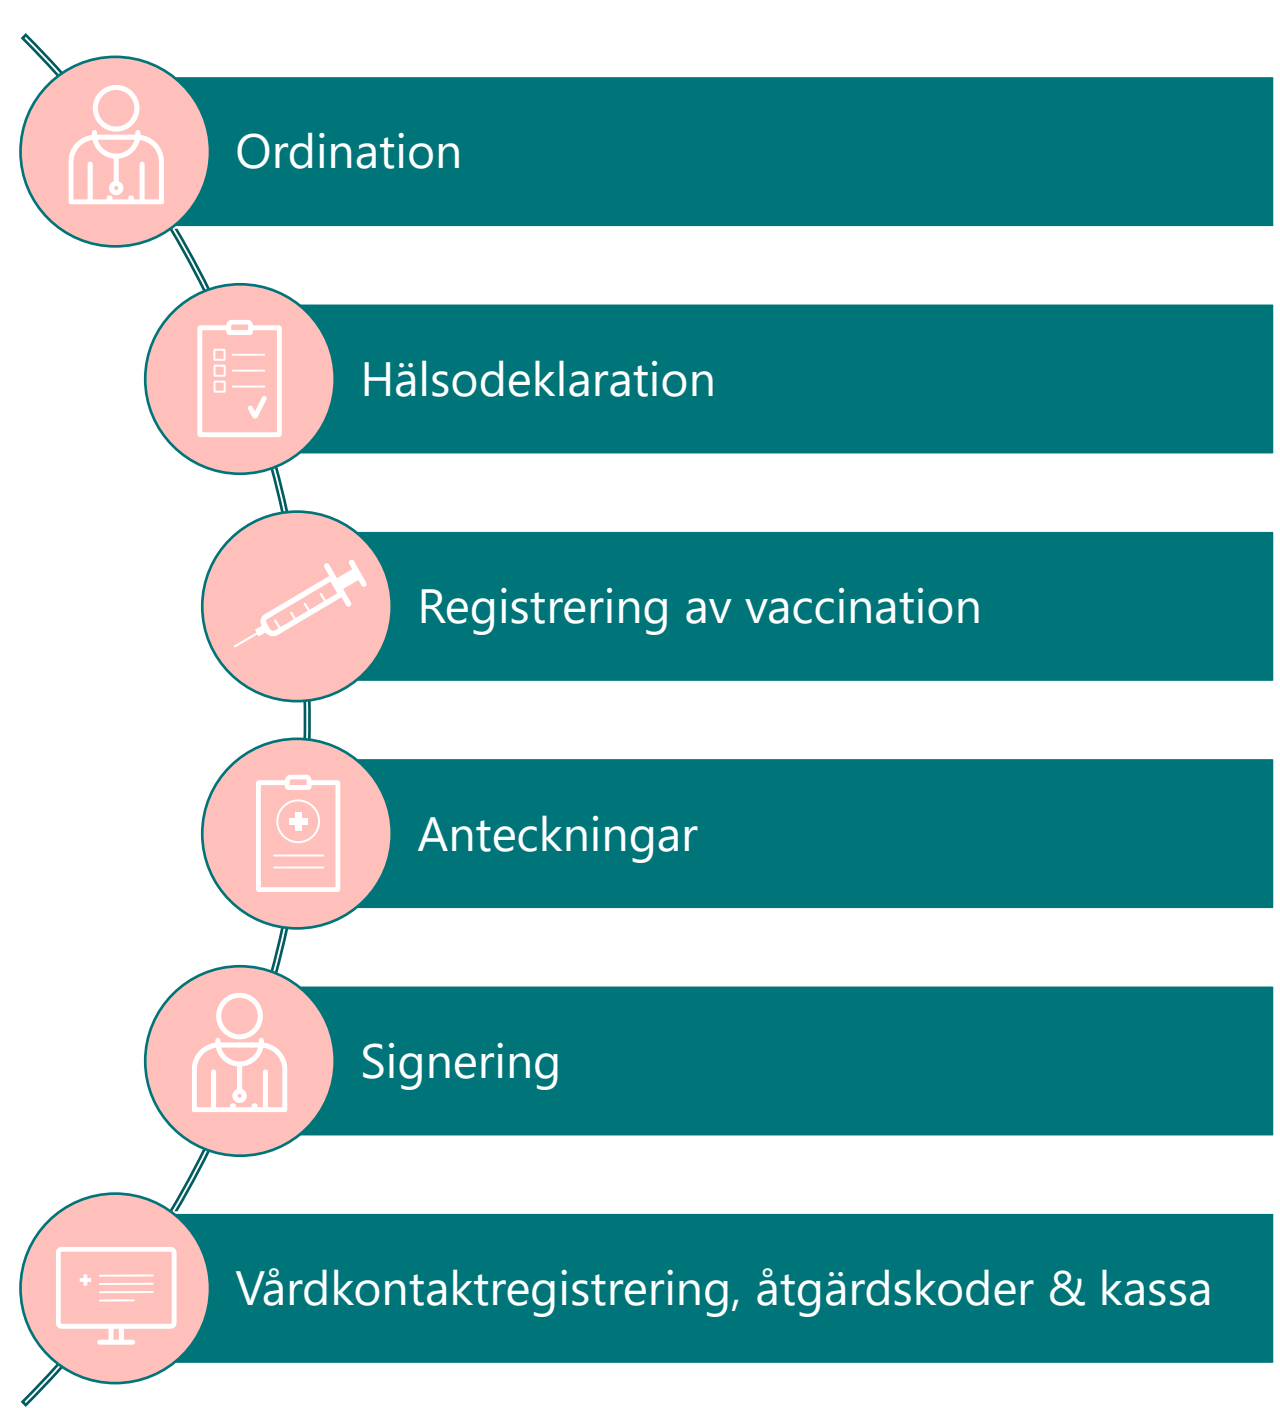 Ordination
Hälsodeklaration
Registrering av vaccination
Anteckningar
Signering
Vårdkontaktregistrering, åtgärdskoder & kassa